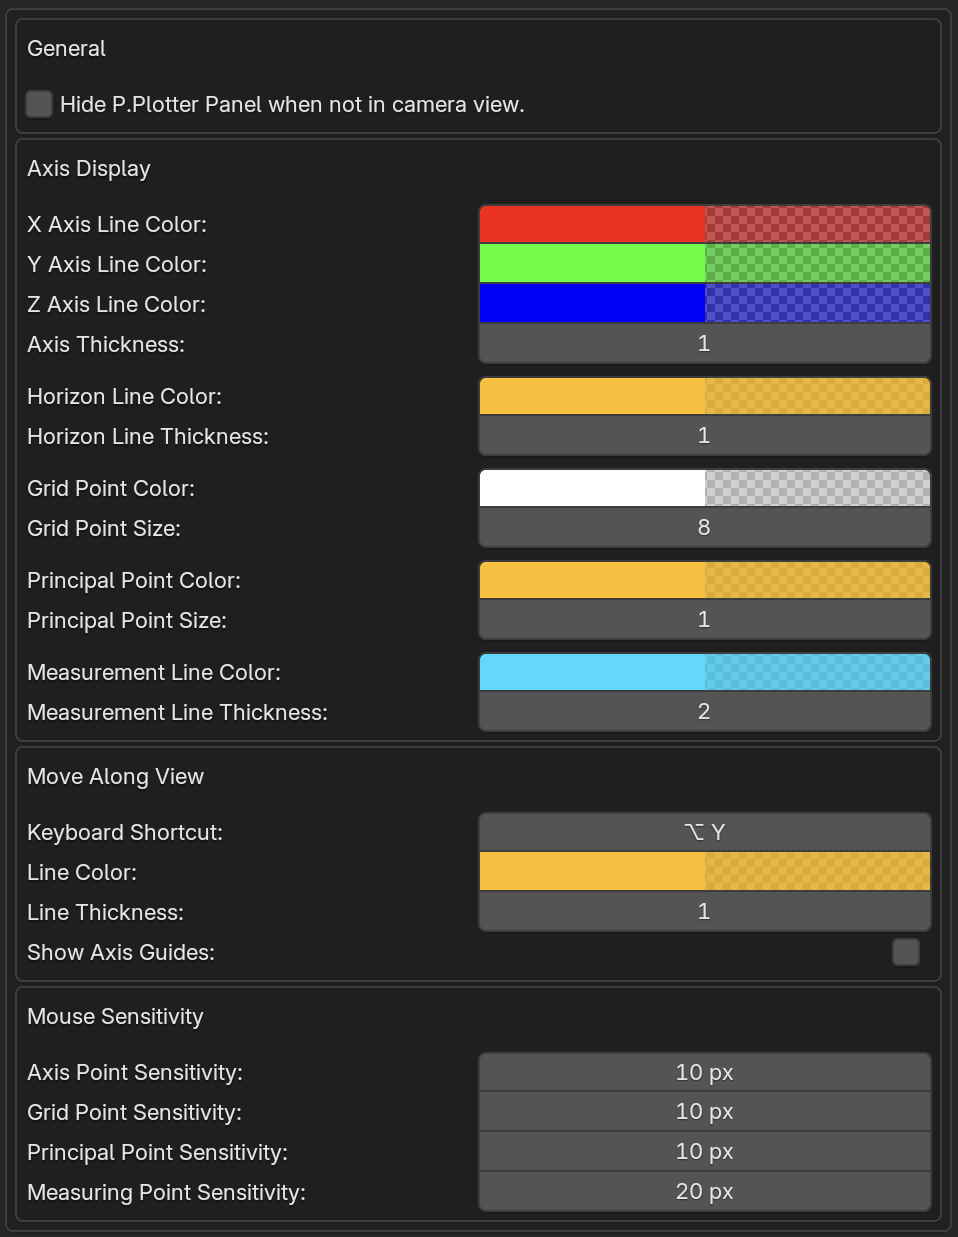 General
Hide P.Plotter Panel when not in camera view.
Axis Display
X Axis Line Color:
Y Axis Line Color:
Z Axis Line Color:
Axis Thickness: 1
Horizon Line Color:
Horizon Line Thickness: 1
Grid Point Color:
Grid Point Size: 8
Principal Point Color:
Principal Point Size: 1
Measurement Line Color:
Measurement Line Thickness: 2
Move Along View
Keyboard Shortcut: ⌥ Y
Line Color:
Line Thickness: 1
Show Axis Guides:
Mouse Sensitivity
Axis Point Sensitivity: 10 px
Grid Point Sensitivity: 10 px
Principal Point Sensitivity: 10 px
Measuring Point Sensitivity: 20 px